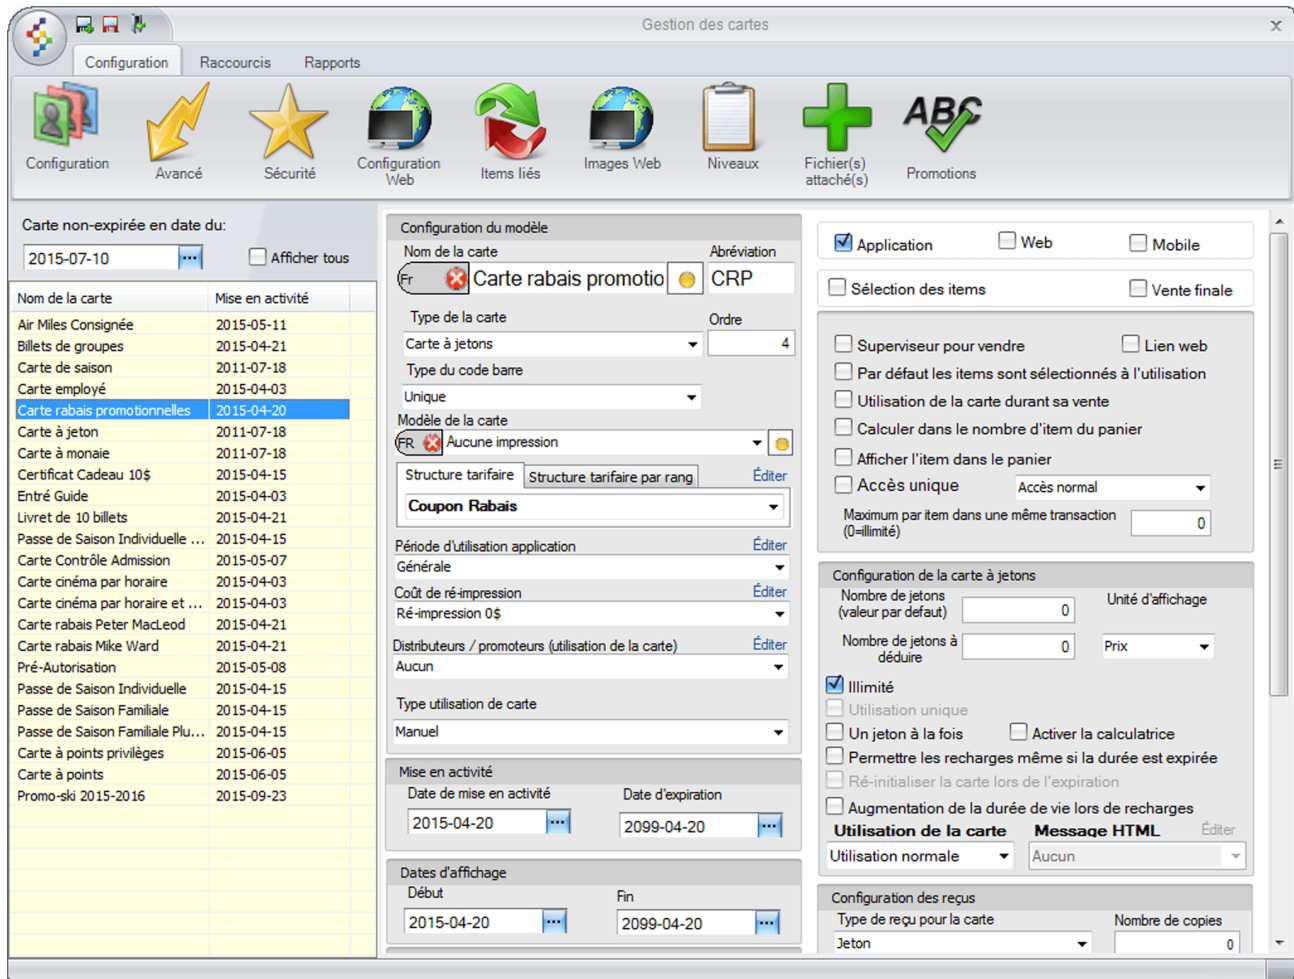 Gestion des cartes
x
Configuration Raccourcis Rapports
Configuration
Avancé
Sécurité
Configuration
Web
Items liés
Images Web
Niveaux
Fichier(s)
attaché(s)
ABC
Promotions
Carte non-expirée en date du:
2015-07-10 ... Afficher tous
Nom de la carte Mise en activité
Air Miles Consignée 2015-05-11
Billets de groupes 2015-04-21
Carte de saison 2011-07-18
Carte employé 2015-04-03
Carte rabais promotionnelles 2015-04-20
Carte à jeton 2011-07-18
Carte à monaie 2011-07-18
Certificat Cadeau 10$ 2015-04-15
Entré Guide 2015-04-03
Livret de 10 billets 2015-04-21
Passe de Saison Individuelle ... 2015-04-15
Carte Contrôle Admission 2015-05-07
Carte cinéma par horaire 2015-04-03
Carte cinéma par horaire et ... 2015-04-03
Carte rabais Peter MacLeod 2015-04-21
Carte rabais Mike Ward 2015-04-21
Pré-Autorisation 2015-05-08
Passe de Saison Individuelle 2015-04-15
Passe de Saison Familiale 2015-04-15
Passe de Saison Familiale Plu... 2015-04-15
Carte à points privilèges 2015-06-05
Carte à points 2015-06-05
Promo-ski 2015-2016 2015-09-23
Configuration du modèle
Nom de la carte Abréviation
Fr Carte rabais promotio CRP
Type de la carte Ordre
Carte à jetons 4
Type du code barre
Unique
Modèle de la carte
FR Aucune impression
Structure tarifaire Structure tarifaire par rang Éditer
Coupon Rabais
Période d'utilisation application Éditer
Générale
Coût de ré-impression Éditer
Ré-impression 0$
Distributeurs / promoteurs (utilisation de la carte) Éditer
Aucun
Type utilisation de carte
Manuel
Mise en activité
Date de mise en activité Date d'expiration
2015-04-20 ... 2099-04-20 ...
Dates d'affichage
Début Fin
2015-04-20 ... 2099-04-20 ...
Application Web Mobile
Sélection des items Vente finale
Superviseur pour vendre Lien web
Par défaut les items sont sélectionnés à l'utilisation
Utilisation de la carte durant sa vente
Calculer dans le nombre d'item du panier
Afficher l'item dans le panier
Accès unique Accès normal
Maximum par item dans une même transaction
(0=illimité) 0
Configuration de la carte à jetons
Nombre de jetons
(valeur par defaut) 0 Unité d'affichage
Nombre de jetons à
déduire 0 Prix
Illimité
Utilisation unique
Un jeton à la fois Activer la calculatrice
Permettre les recharges même si la durée est expirée
Ré-initialiser la carte lors de l'expiration
Augmentation de la durée de vie lors de recharges
Utilisation de la carte Message HTML Éditer
Utilisation normale Aucun
Configuration des reçus
Type de reçu pour la carte Nombre de copies
Jeton 0